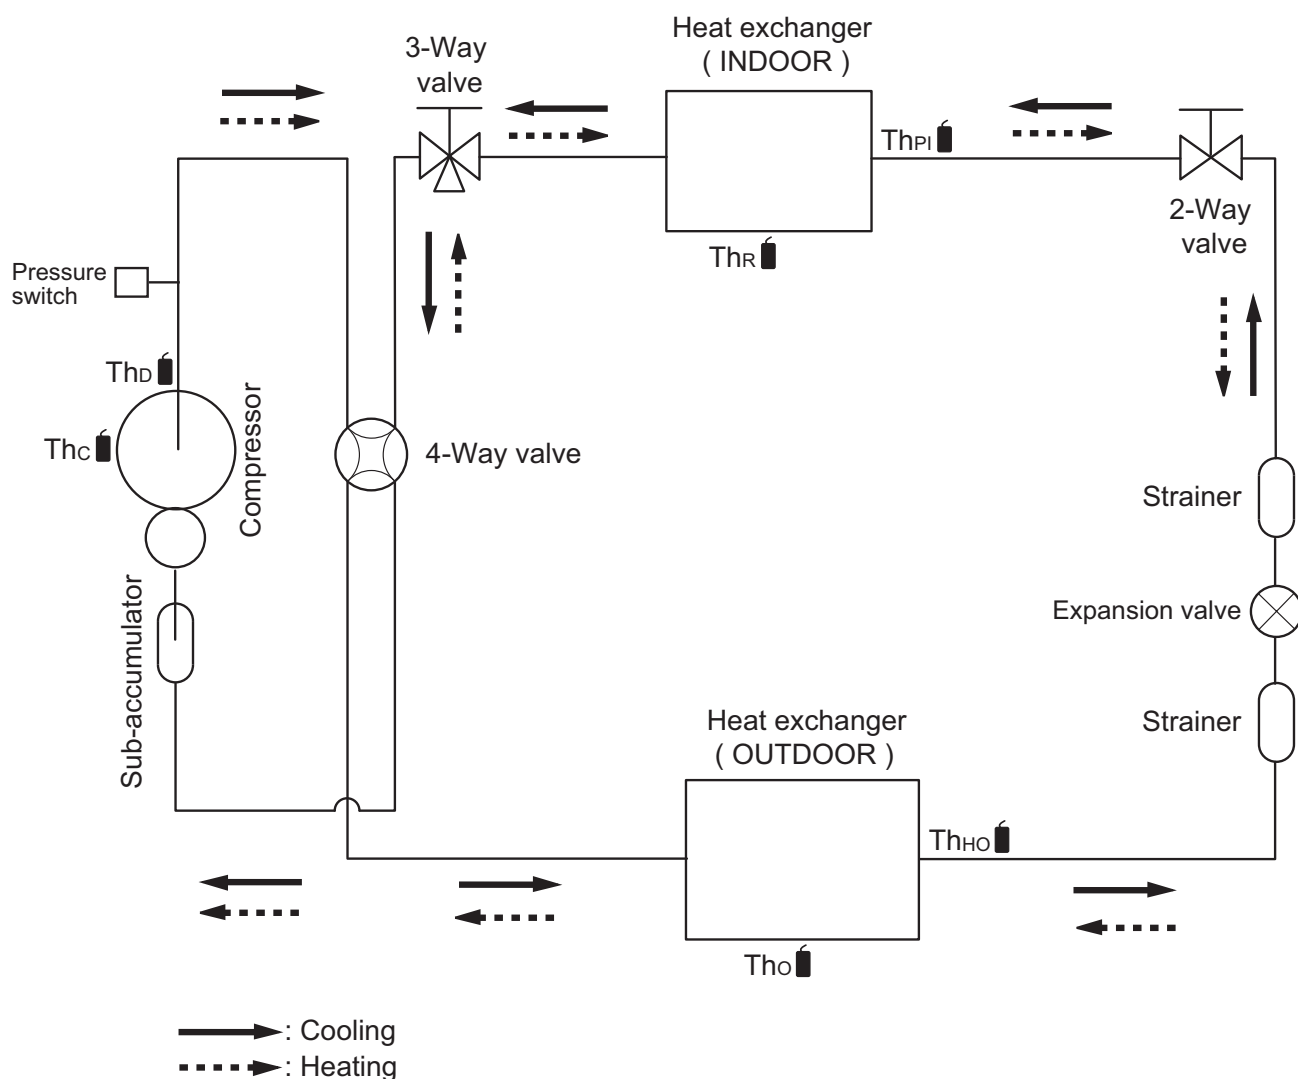 Heat exchanger
( INDOOR )
3-Way
valve
ThPI
2-Way
valve
ThR
Pressure
switch
ThD
ThC
Compressor
4-Way valve
Strainer
Expansion valve
Sub-accumulator
Strainer
Heat exchanger
( OUTDOOR )
ThHO
ThO
: Cooling
: Heating